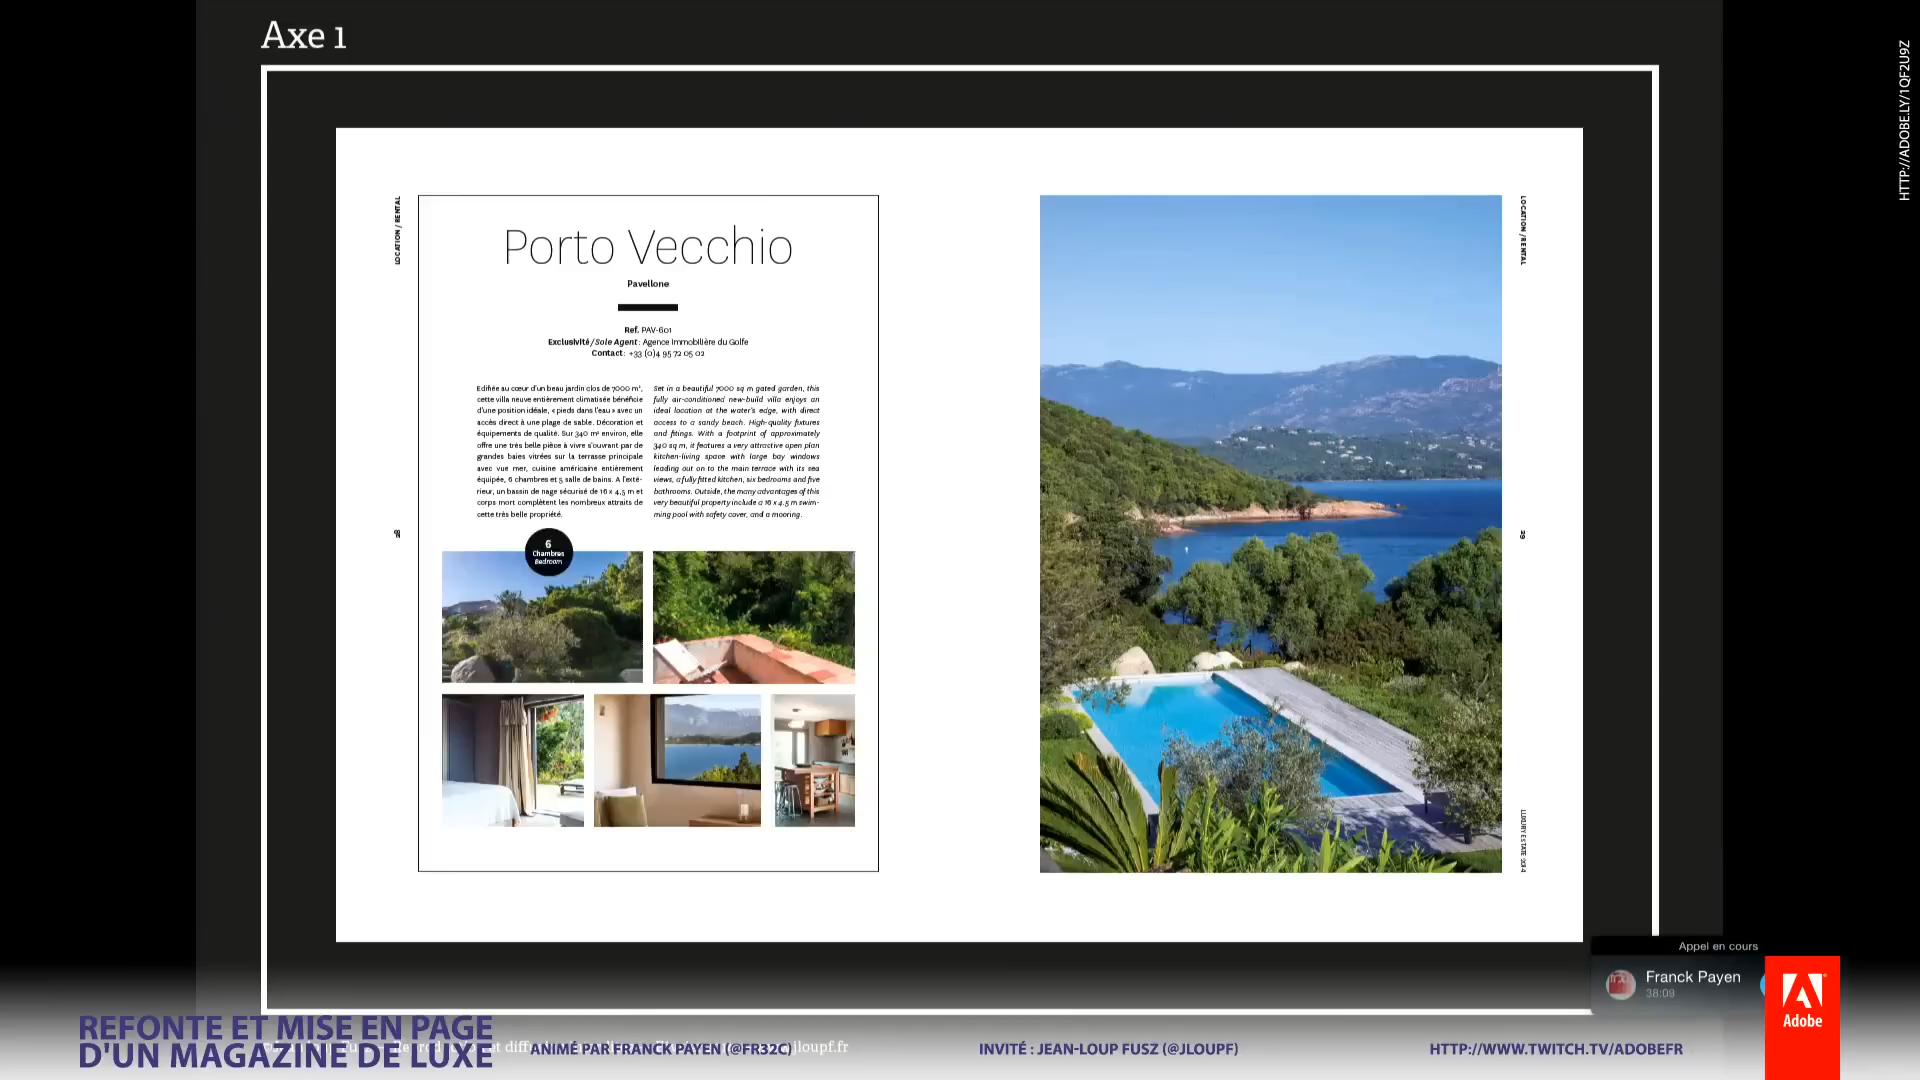 Axe 1
HTTP://ADOBE.LY/1QF2U9Z
LOCATION / RENTAL
Porto Vecchio
Pavellone
Ref. PAV-601
Exclusivité / Sole Agent : Agence Immobilière du Golfe
Contact : +33 (0)4 95 72 05 02
Edifiée au cœur d'un beau jardin clos de 7000 m²,
cette villa neuve entièrement climatisée bénéficie
d'une position idéale, « pieds dans l'eau » avec un
accès direct à une plage de sable. Décoration et
équipements de qualité. Sur 340 m² environ, elle
offre une très belle pièce à vivre s'ouvrant par de
grandes baies vitrées sur la terrasse principale
avec vue mer, cuisine américaine entièrement
équipée, 6 chambres et 5 salle de bains. A l'exté-
rieur, un bassin de nage sécurisé de 16 x 4,5 m et
corps mort complètent les nombreux attraits de
cette très belle propriété.
Set in a beautiful 7000 sq m gated garden, this
fully air-conditioned new-build villa enjoys an
ideal location at the water's edge, with direct
access to a sandy beach. High-quality fixtures
and fitings. With a footprint of approximately
340 sq m, it features a very attractive open plan
kitchen-living space with large bay windows
leading out on to the main terrace with its sea
views, a fully fitted kitchen, six bedrooms and five
bathrooms. Outside, the many advantages of this
very beautiful property include a 16 x 4.5 m swim-
ming pool with safety cover, and a mooring.
6
Chambres
Bedroom
LOCATION / RENTAL
LUXURY ESTATE 2014
Appel en cours
Franck Payen
38:09
Adobe
REFONTE ET MISE EN PAGE
D'UN MAGAZINE DE LUXE
jloupf.fr
ANIMÉ PAR FRANCK PAYEN (@FR32C)
INVITÉ : JEAN-LOUP FUSZ (@JLOUPF)
HTTP://WWW.TWITCH.TV/ADOBEFR